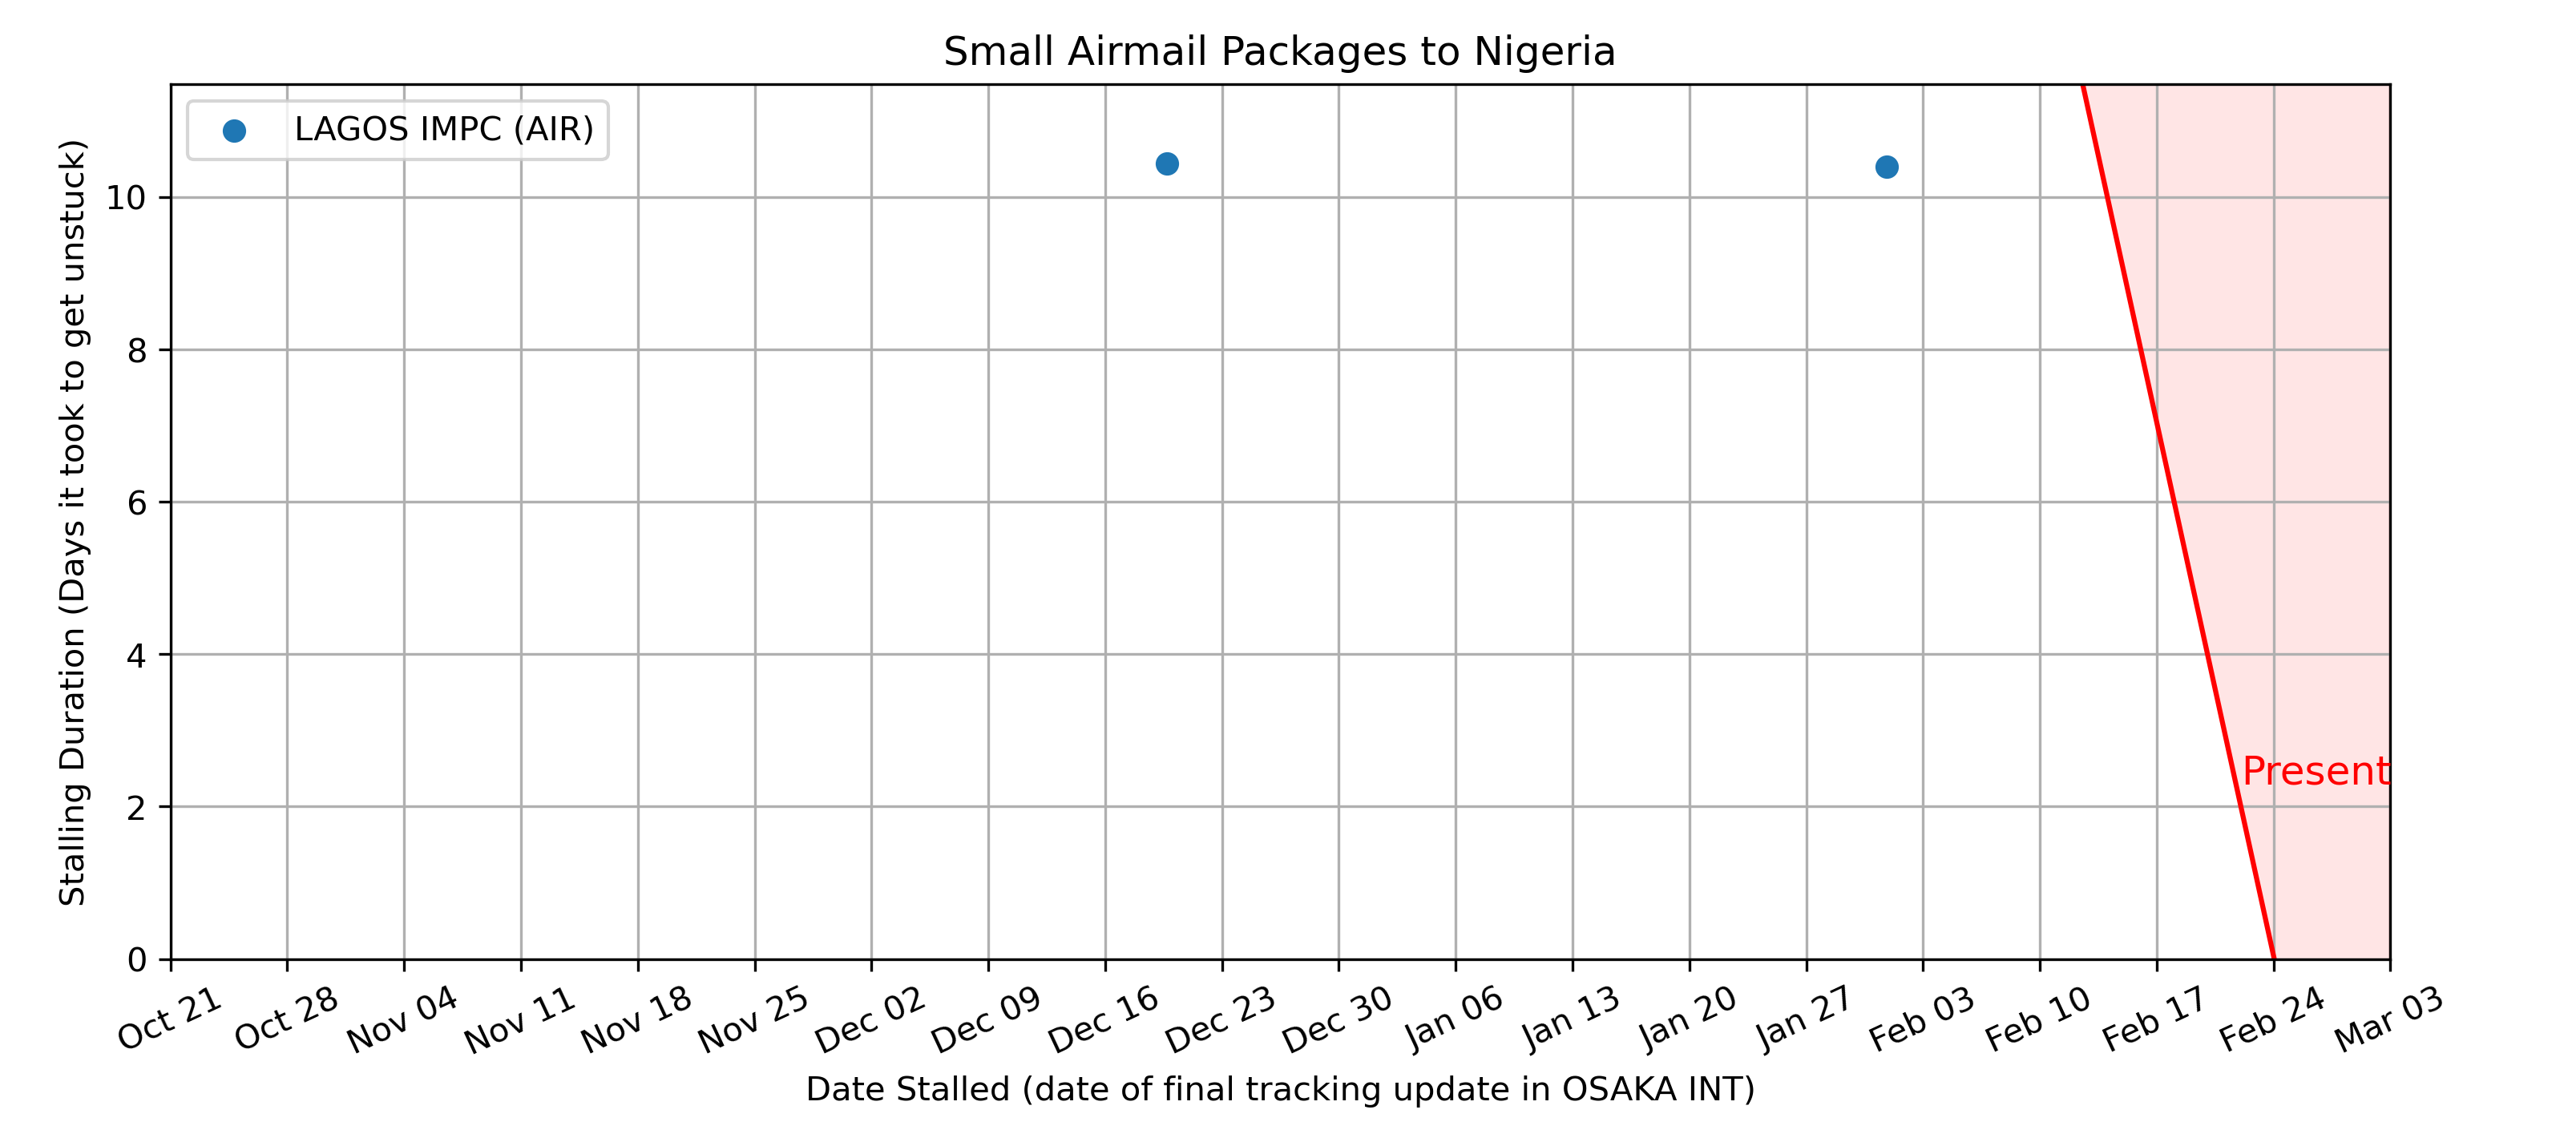 Small Airmail Packages to Nigeria
LAGOS IMPC (AIR)
Stalling Duration (Days it took to get unstuck)
10
8
6
4
2
0
Present
Oct 21
Oct 28
Nov 04
Nov 11
Nov 18
Nov 25
Dec 02
Dec 09
Dec 16
Dec 23
Dec 30
Jan 06
Jan 13
Jan 20
Jan 27
Feb 03
Feb 10
Feb 17
Feb 24
Mar 03
Date Stalled (date of final tracking update in OSAKA INT)